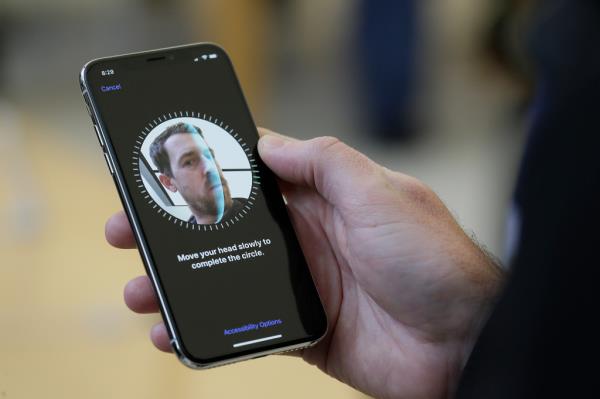 8:29
Cancel
Move your head slowly to
complete the circle.
Accessibility Options